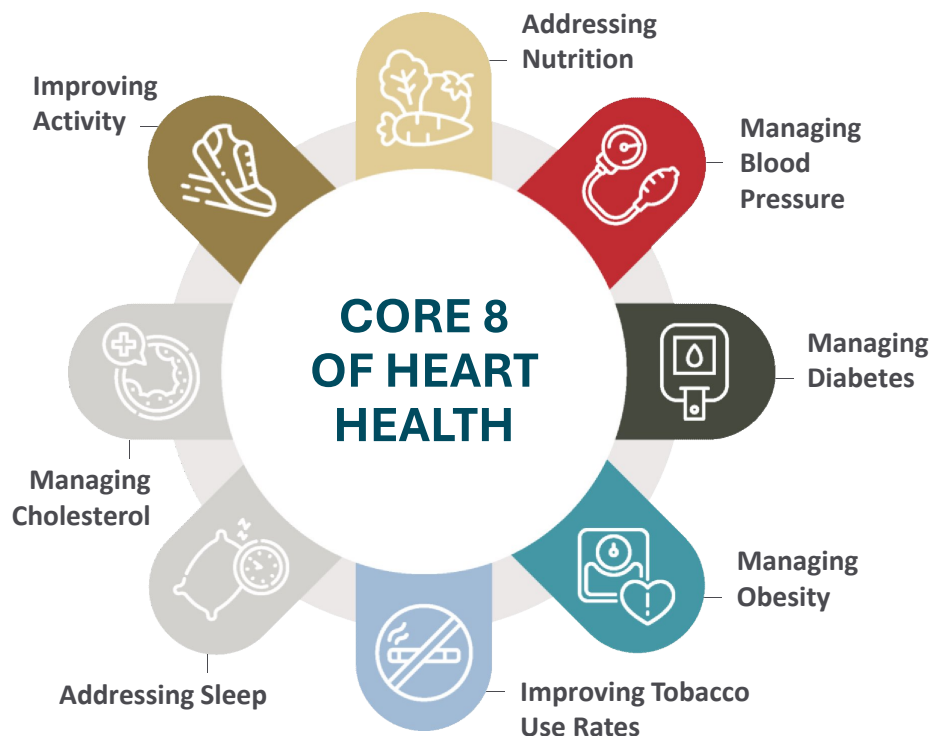 Addressing
Nutrition
Improving
Activity
Managing
Blood
Pressure
CORE 8
OF HEART
HEALTH
Managing
Diabetes
Managing
Cholesterol
Managing
Obesity
Addressing Sleep
Improving Tobacco
Use Rates